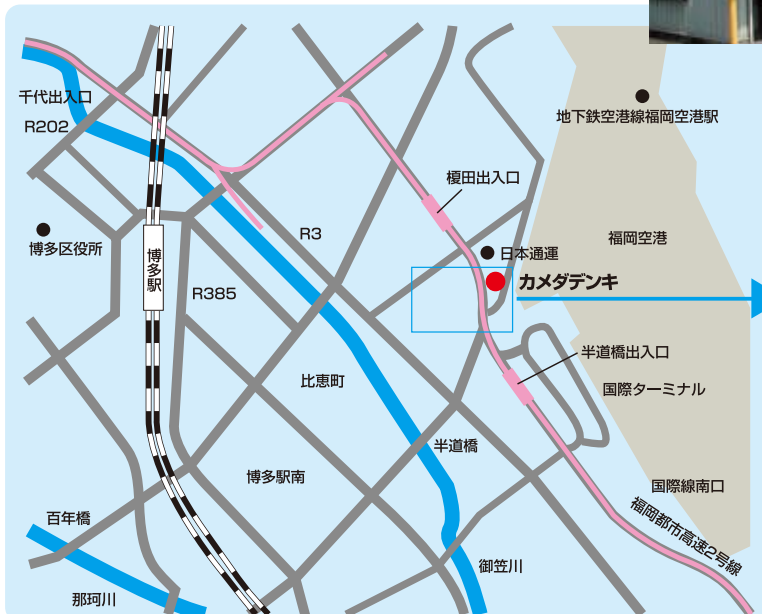 千代出入口
R202
地下鉄空港線福岡空港駅
榎田出入口
R3
福岡空港
博多区役所
博多駅
日本通運
カメダデンキ
R385
半道橋出入口
比恵町
国際ターミナル
半道橋
博多駅南
国際線南口
福岡都市高速2号線
百年橋
御笠川
那珂川